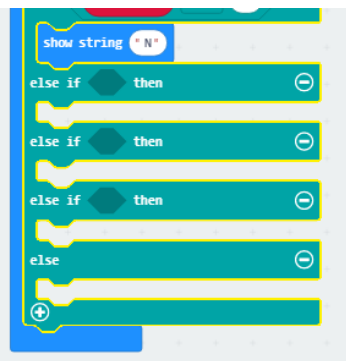 show string "N"
else if then
else if then
else if then
else